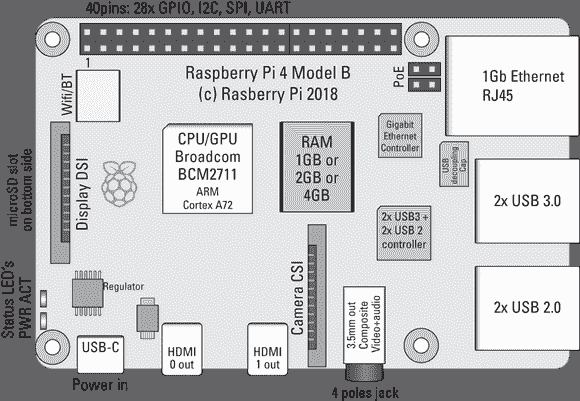 40pins: 28x GPIO, I2C, SPI, UART
1
Wifi/BT
Raspberry Pi 4 Model B
(c) Rasberry Pi 2018
PoE
1Gb Ethernet
RJ45
microSD slot
on bottom side
Display DSI
CPU/GPU
Broadcom
BCM2711
ARM
Cortex A72
RAM
1GB or
2GB or
4GB
Gigabit
Ethernet
Controller
USB
decoupling
Cap
2x USB 3.0
2x USB3 +
2x USB 2
controller
Status LED's
PWR ACT
Regulator
Camera CSI
3.5mm out
Composite
Video+audio
2x USB 2.0
USB-C
HDMI
0 out
HDMI
1 out
Power in
4 poles jack